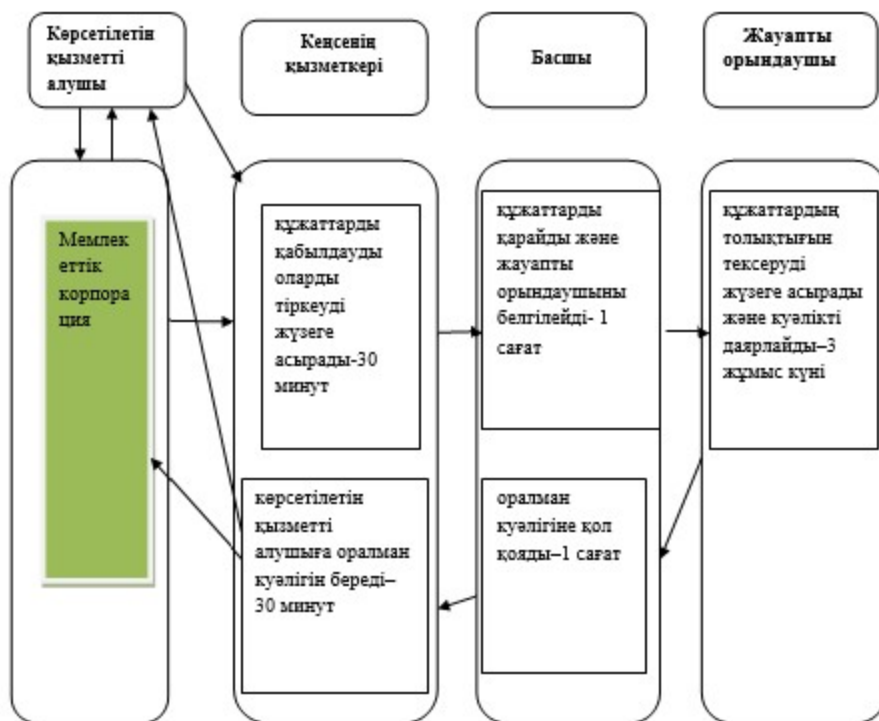 Көрсетілетін
қызметті
алушы
Кеңсенің
қызметкері
Басшы
Жауапты
орындаушы
Мемлек
еттік
корпора
ция
құжаттарды
қабылдауды
оларды
тіркеуді
жүзеге
асырады-30
минут
құжаттарды
қарайды және
жауапты
орындаушыны
белгілейді- 1
сағат
құжаттардың
толықтығын
тексеруді
жүзеге асырады
және куәлікті
даярлайды–3
жұмыс күні
көрсетілетін
қызметті
алушыға оралман
куәлігін береді–
30 минут
оралман
куәлігіне қол
қояды–1 сағат